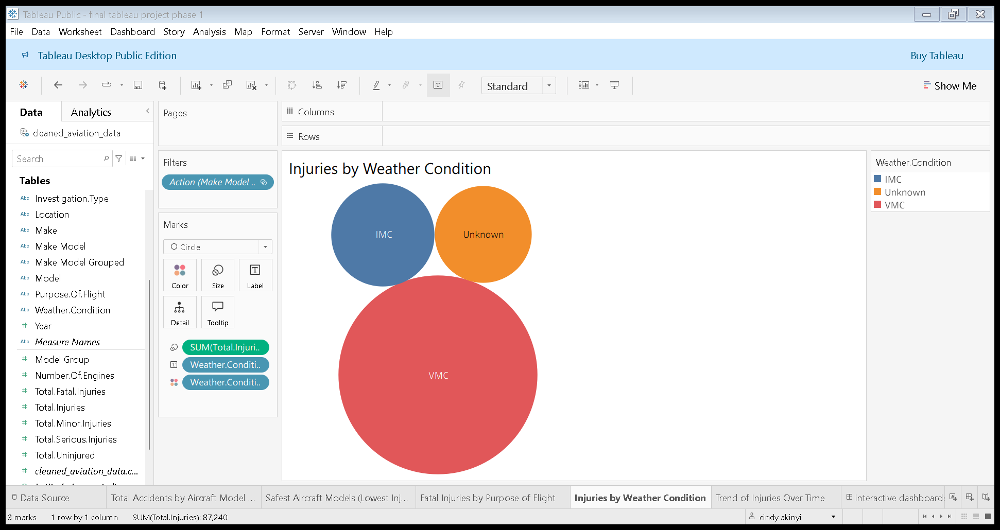 Tableau Public - final tableau project phase 1
File Data Worksheet Dashboard Story Analysis Map Format Server Window Help
Tableau Desktop Public Edition
Buy Tableau
Standard
Show Me
Data
Analytics
cleaned_aviation_data
Search
Tables
Abc Investigation.Type
Abc Location
Abc Make
Abc Make Model
Abc Make Model Grouped
Abc Model
Abc Purpose.Of.Flight
Abc Weather.Condition
# Year
Abc Measure Names
# Model Group
# Number.Of.Engines
# Total.Fatal.Injuries
# Total.Injuries
# Total.Minor.Injuries
# Total.Serious.Injuries
# Total.Uninjured
# cleaned_aviation_data.c...
Pages
Filters
Action (Make Model ..
Marks
Circle
Color
Size
Label
Detail
Tooltip
SUM(Total.Injuri..
Weather.Conditi..
Weather.Conditi..
Columns
Rows
Injuries by Weather Condition
IMC
Unknown
VMC
Weather.Condition
IMC
Unknown
VMC
Data Source
Total Accidents by Aircraft Model ...
Safest Aircraft Models (Lowest Inj...
Fatal Injuries by Purpose of Flight
Injuries by Weather Condition
Trend of Injuries Over Time
interactive dashboard
3 marks
1 row by 1 column
SUM(Total.Injuries): 87,240
cindy akinyi